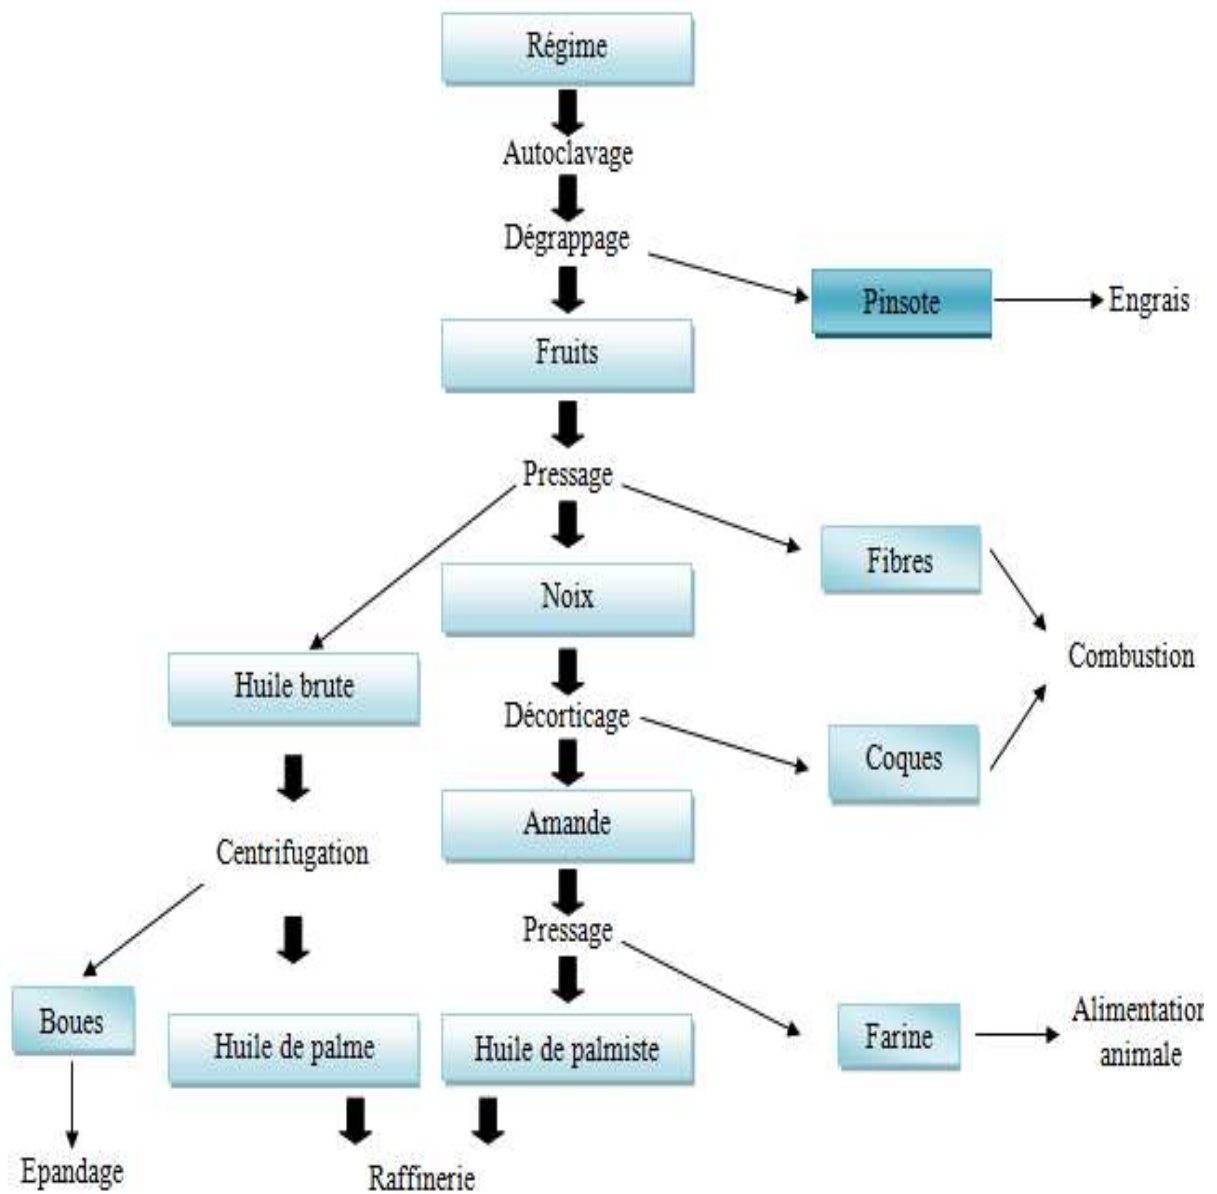 Régime
Autoclavage
Dégrappage
Pinsote
Engrais
Fruits
Pressage
Fibres
Noix
Combustion
Huile brute
Décorticage
Coques
Amande
Centrifugation
Pressage
Boues
Huile de palme
Huile de palmiste
Farine
Alimentation
animale
Epandage
Raffinerie